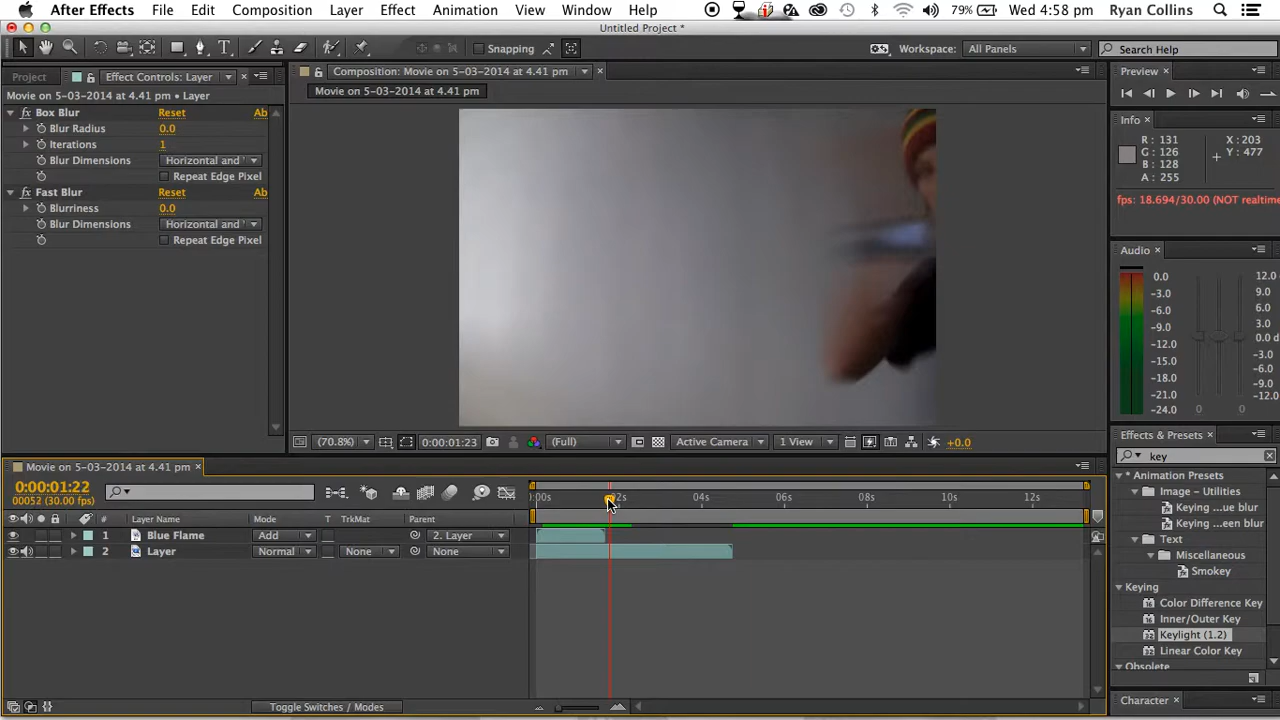 After Effects File Edit Composition Layer Effect Animation View Window Help 79% Wed 4:58 pm Ryan Collins
Untitled Project *
Snapping Workspace: All Panels Search Help
Project Effect Controls: Layer Composition: Movie on 5-03-2014 at 4.41 pm Preview
Movie on 5-03-2014 at 4.41 pm • Layer Movie on 5-03-2014 at 4.41 pm
fx Box Blur Reset Ab
Blur Radius 0.0
Iterations 1
Blur Dimensions Horizontal and '
Repeat Edge Pixel
fx Fast Blur Reset Ab
Blurriness 0.0
Blur Dimensions Horizontal and '
Repeat Edge Pixel
Info
R: 131 X: 203
G: 126 Y: 477
B: 128
A: 255
fps: 18.694/30.00 (NOT realtime
Audio
0.0 12.0
-3.0 9.0
-6.0 6.0
-9.0 3.0
-12.0 0.0 d
-15.0 -3.0
-18.0 -6.0
-21.0 -9.0
-24.0 0 0 -12.0
(70.8%) 0:00:01:23 (Full) Active Camera 1 View +0.0
Effects & Presets
key
* Animation Presets
Image – Utilities
Keying ...ue blur
Keying ...een blur
Text
Miscellaneous
Smokey
Keying
Color Difference Key
Inner/Outer Key
Keylight (1.2)
Linear Color Key
Obsolete
Character
Movie on 5-03-2014 at 4.41 pm
0:00:01:22
00052 (30.00 fps)
:00s 2s 04s 06s 08s 10s 12s
# Layer Name Mode T TrkMat Parent
1 Blue Flame Add 2. Layer
2 Layer Normal None None
Toggle Switches / Modes